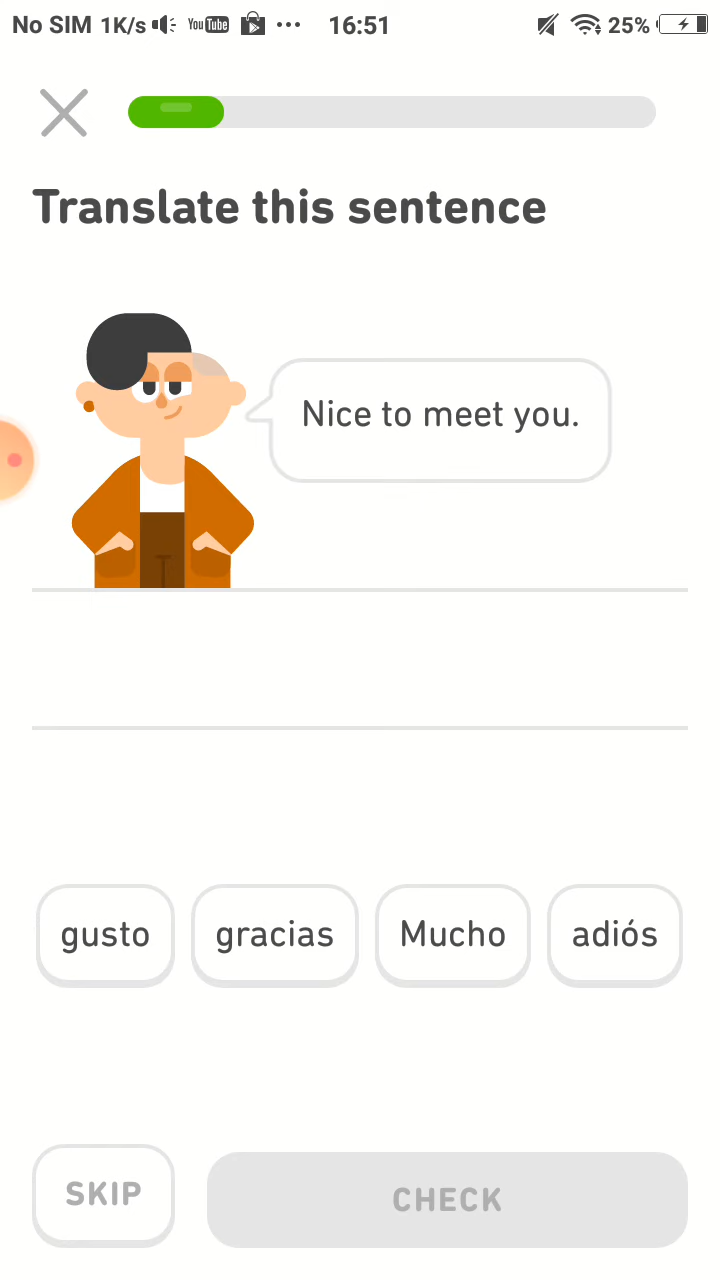 No SIM 1K/s YouTube 16:51 25%
Translate this sentence
Nice to meet you.
gusto gracias Mucho adiós
SKIP CHECK